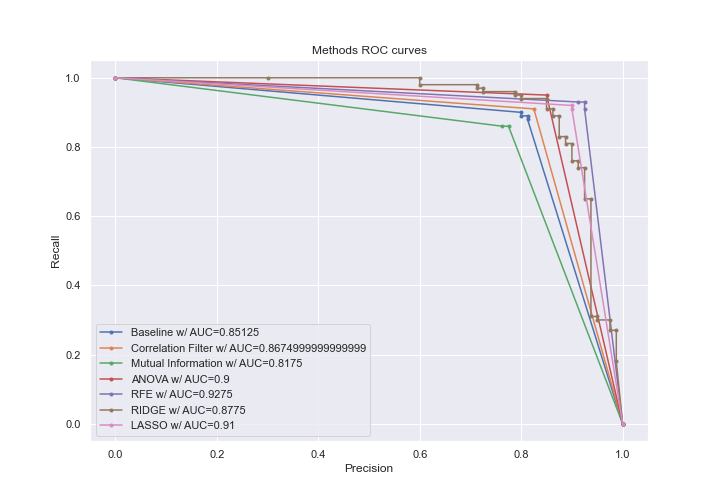 Methods ROC curves
1.0
0.8
0.6
0.4
0.2
0.0
Recall
Baseline w/ AUC=0.85125
Correlation Filter w/ AUC=0.8674999999999999
Mutual Information w/ AUC=0.8175
ANOVA w/ AUC=0.9
RFE w/ AUC=0.9275
RIDGE w/ AUC=0.8775
LASSO w/ AUC=0.91
0.0 0.2 0.4 0.6 0.8 1.0
Precision